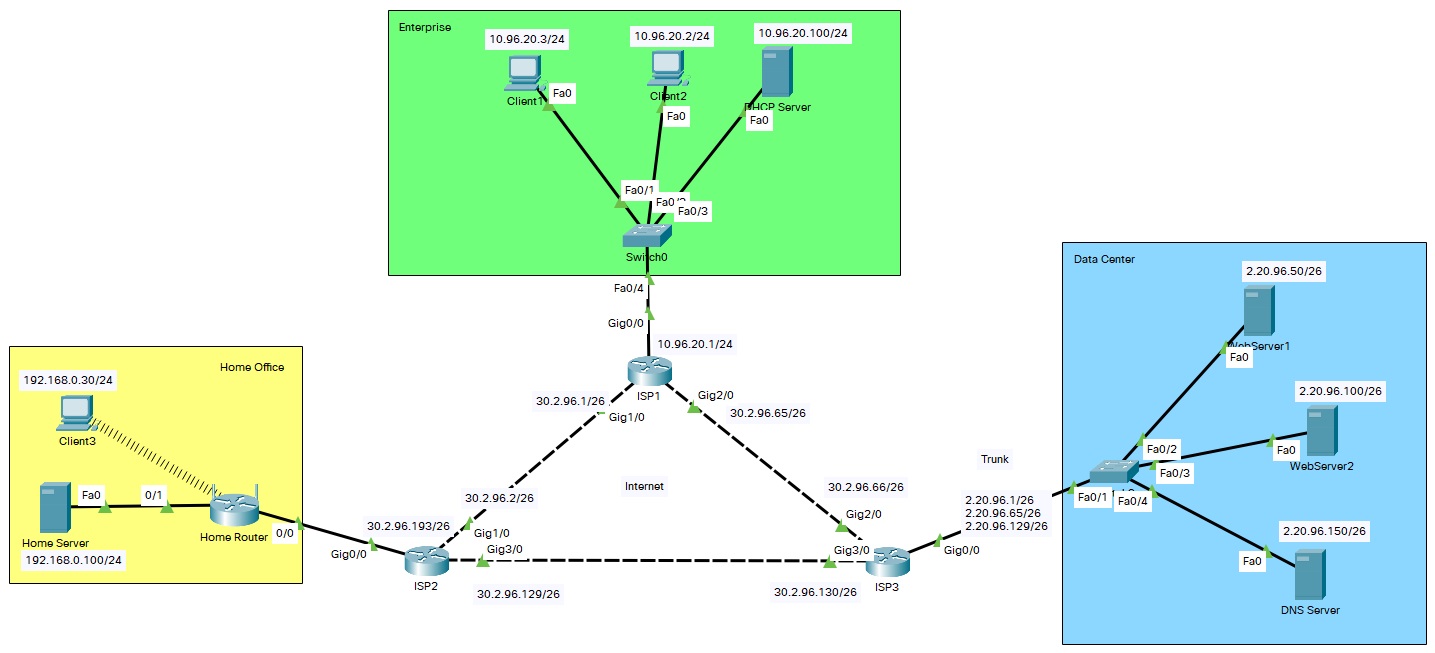 Enterprise
10.96.20.3/24
10.96.20.2/24
10.96.20.100/24
Client1
Fa0
Client2
Fa0
DHCP Server
Fa0
Fa0/1
Fa0/3
Switch0
Fa0/4
Gig0/0
10.96.20.1/24
ISP1
30.2.96.1/26
Gig1/0
Gig2/0
30.2.96.65/26
Home Office
192.168.0.30/24
Client3
Fa0
0/1
Home Server
192.168.0.100/24
Home Router
0/0
30.2.96.193/26
Gig0/0
30.2.96.2/26
Gig1/0
Gig3/0
ISP2
30.2.96.129/26
Internet
30.2.96.66/26
Gig2/0
Gig3/0
ISP3
30.2.96.130/26
Gig0/0
Trunk
2.20.96.1/26
2.20.96.65/26
2.20.96.129/26
Data Center
2.20.96.50/26
WebServer1
Fa0
2.20.96.100/26
Fa0
WebServer2
Fa0/2
Fa0/3
Fa0/1
Fa0/4
2.20.96.150/26
Fa0
DNS Server